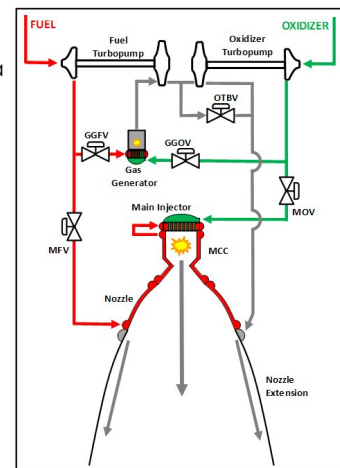 FUEL
OXIDIZER
Fuel
Turbopump
Oxidizer
Turbopump
a
OTBV
GGFV
GGOV
Gas
Generator
Main Injector
MOV
MFV
MCC
Nozzle
Nozzle
Extension